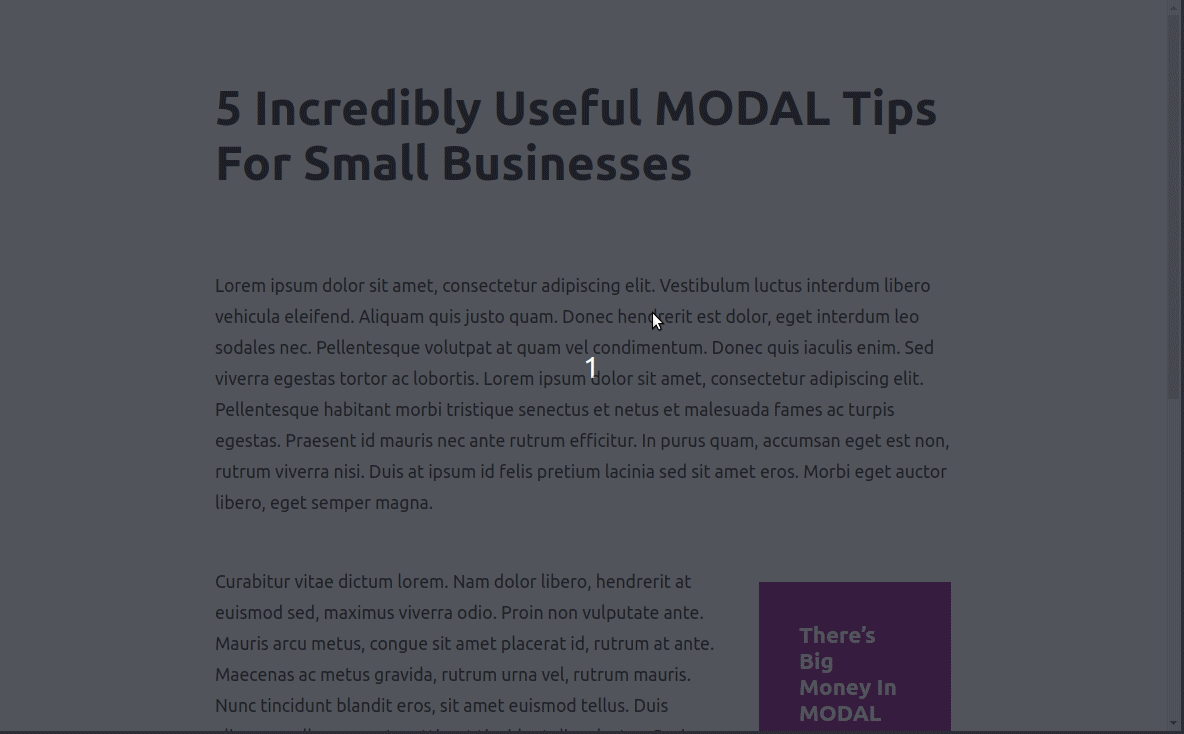 5 Incredibly Useful MODAL Tips
For Small Businesses
Lorem ipsum dolor sit amet, consectetur adipiscing elit. Vestibulum luctus interdum libero
vehicula eleifend. Aliquam quis justo quam. Donec hendrerit est dolor, eget interdum leo
sodales nec. Pellentesque volutpat at quam vel condimentum. Donec quis iaculis enim. Sed
1
viverra egestas tortor ac lobortis. Lorem ipsum dolor sit amet, consectetur adipiscing elit.
Pellentesque habitant morbi tristique senectus et netus et malesuada fames ac turpis
egestas. Praesent id mauris nec ante rutrum efficitur. In purus quam, accumsan eget est non,
rutrum viverra nisi. Duis at ipsum id felis pretium lacinia sed sit amet eros. Morbi eget auctor
libero, eget semper magna.
Curabitur vitae dictum lorem. Nam dolor libero, hendrerit at
euismod sed, maximus viverra odio. Proin non vulputate ante.
Mauris arcu metus, congue sit amet placerat id, rutrum at ante.
Maecenas ac metus gravida, rutrum urna vel, rutrum mauris.
Nunc tincidunt blandit eros, sit amet euismod tellus. Duis
There's
Big
Money In
MODAL